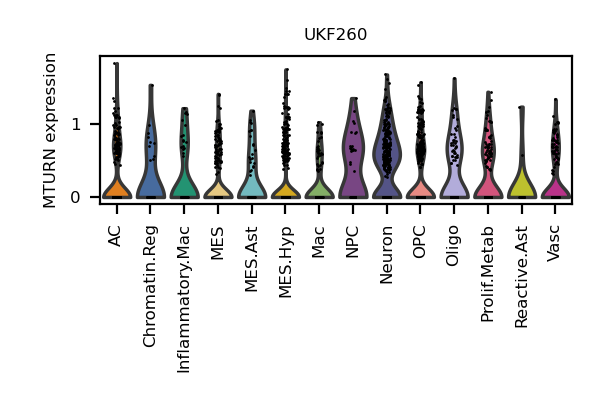 UKF260
MTURN expression
1
0
AC
Chromatin.Reg
Inflammatory.Mac
MES
MES.Ast
MES.Hyp
Mac
NPC
Neuron
OPC
Oligo
Prolif.Metab
Reactive.Ast
Vasc